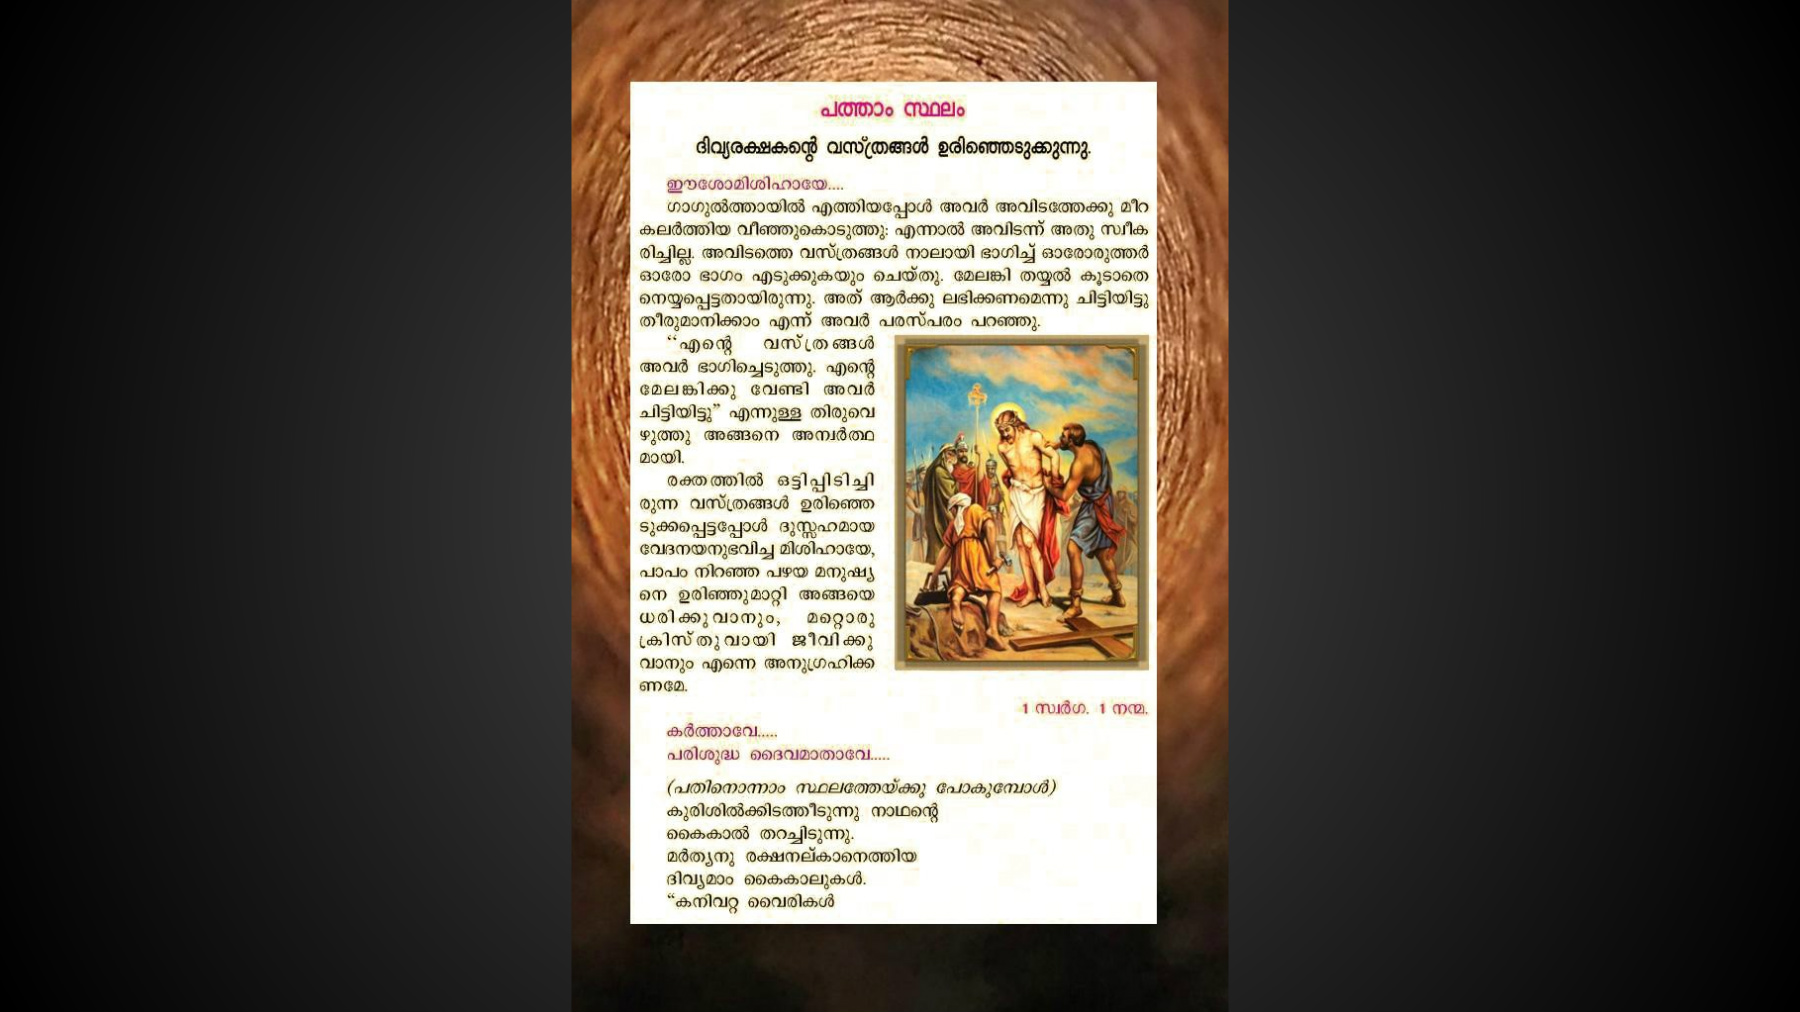 പത്താം സ്ഥലം
ദിവ്യരക്ഷകന്റെ വസ്ത്രങ്ങൾ ഉരിഞ്ഞെടുക്കുന്നു.
ഈശോമിശിഹായേ....
ഗാഗുൽത്തായിൽ എത്തിയപ്പോൾ അവർ അവിടത്തേക്കു മീറ
കലർത്തിയ വീഞ്ഞുകൊടുത്തു: എന്നാൽ അവിടന്ന് അതു സ്വീക
രിച്ചില്ല. അവിടത്തെ വസ്ത്രങ്ങൾ നാലായി ഭാഗിച്ച് ഓരോരുത്തർ
ഓരോ ഭാഗം എടുക്കുകയും ചെയ്തു. മേലങ്കി തയ്യൽ കൂടാതെ
നെയ്യപ്പെട്ടതായിരുന്നു. അത് ആർക്കു ലഭിക്കണമെന്നു ചിട്ടിയിട്ടു
തീരുമാനിക്കാം എന്ന് അവർ പരസ്പരം പറഞ്ഞു.
‘‘എന്റെ വസ്ത്രങ്ങൾ
അവർ ഭാഗിച്ചെടുത്തു. എന്റെ
മേലങ്കിക്കു വേണ്ടി അവർ
ചിട്ടിയിട്ടു” എന്നുള്ള തിരുവെ
ഴുത്തു അങ്ങനെ അന്വർത്ഥ
മായി.
രക്തത്തിൽ ഒട്ടിപ്പിടിച്ചി
രുന്ന വസ്ത്രങ്ങൾ ഉരിഞ്ഞെ
ടുക്കപ്പെട്ടപ്പോൾ ദുസ്സഹമായ
വേദനയനുഭവിച്ച മിശിഹായേ,
പാപം നിറഞ്ഞ പഴയ മനുഷ്യ
നെ ഉരിഞ്ഞുമാറ്റി അങ്ങയെ
ധരിക്കുവാനും, മറ്റൊരു
ക്രിസ്തുവായി ജീവിക്കു
വാനും എന്നെ അനുഗ്രഹിക്ക
ണമേ.
1 സ്വർഗ. 1 നന്മ.
കർത്താവേ.....
പരിശുദ്ധ ദൈവമാതാവേ.....
(പതിനൊന്നാം സ്ഥലത്തേയ്ക്കു പോകുമ്പോൾ)
കുരിശിൽക്കിടത്തീടുന്നു നാഥന്റെ
കൈകാൽ തറച്ചിടുന്നു.
മർത്യനു രക്ഷനല്കാനെത്തിയ
ദിവ്യമാം കൈകാലുകൾ.
“കനിവറ്റ വൈരികൾ